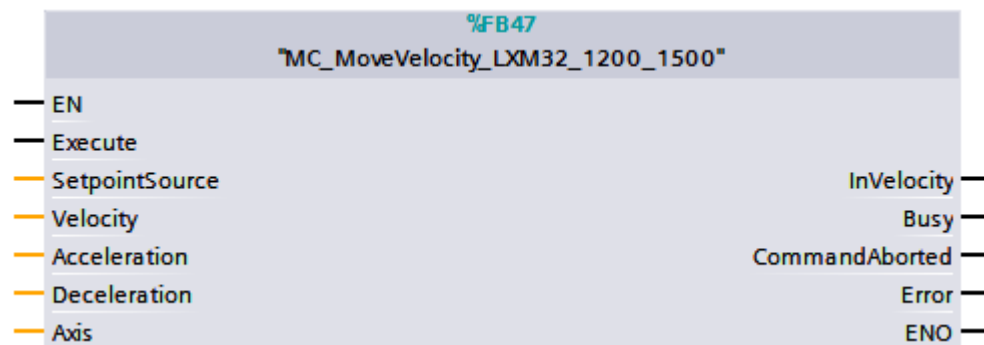 %FB47
"MC_MoveVelocity_LXM32_1200_1500"
EN
Execute
SetpointSource InVelocity
Velocity Busy
Acceleration CommandAborted
Deceleration Error
Axis ENO